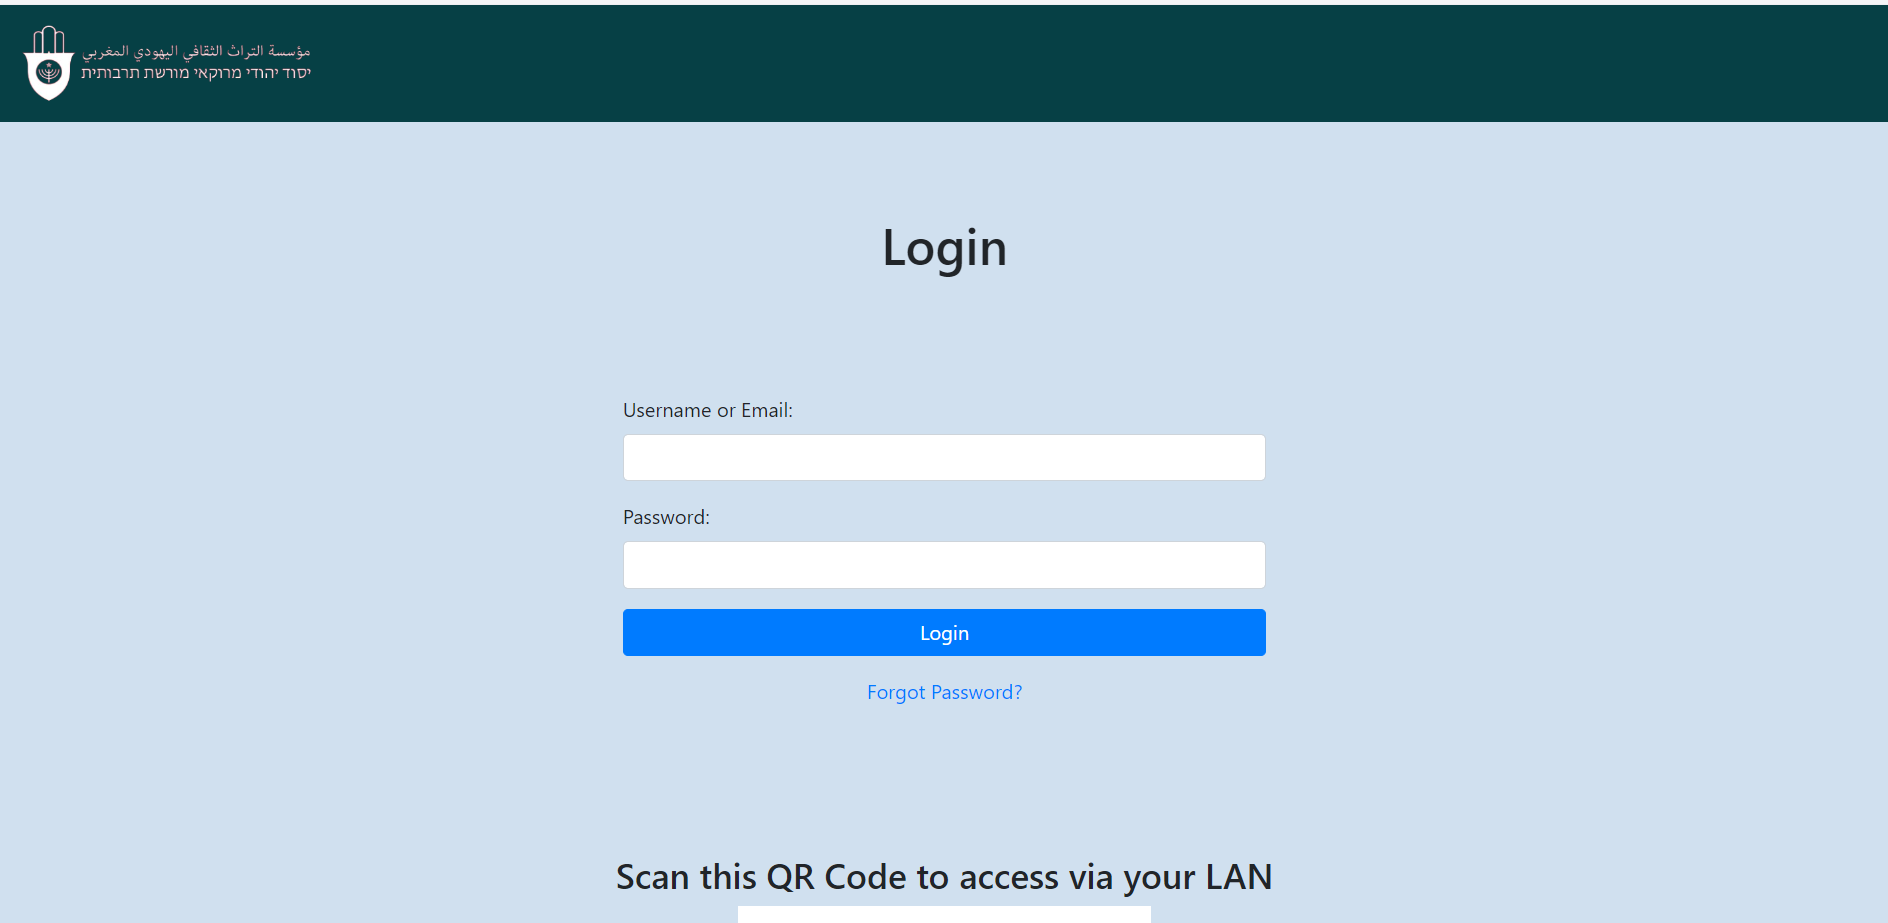 مؤسسة التراث الثقافي اليهودي المغربي
יסוד יהודי מרוקאי מורשת תרבותית
Login
Username or Email:
Password:
Login
Forgot Password?
Scan this QR Code to access via your LAN